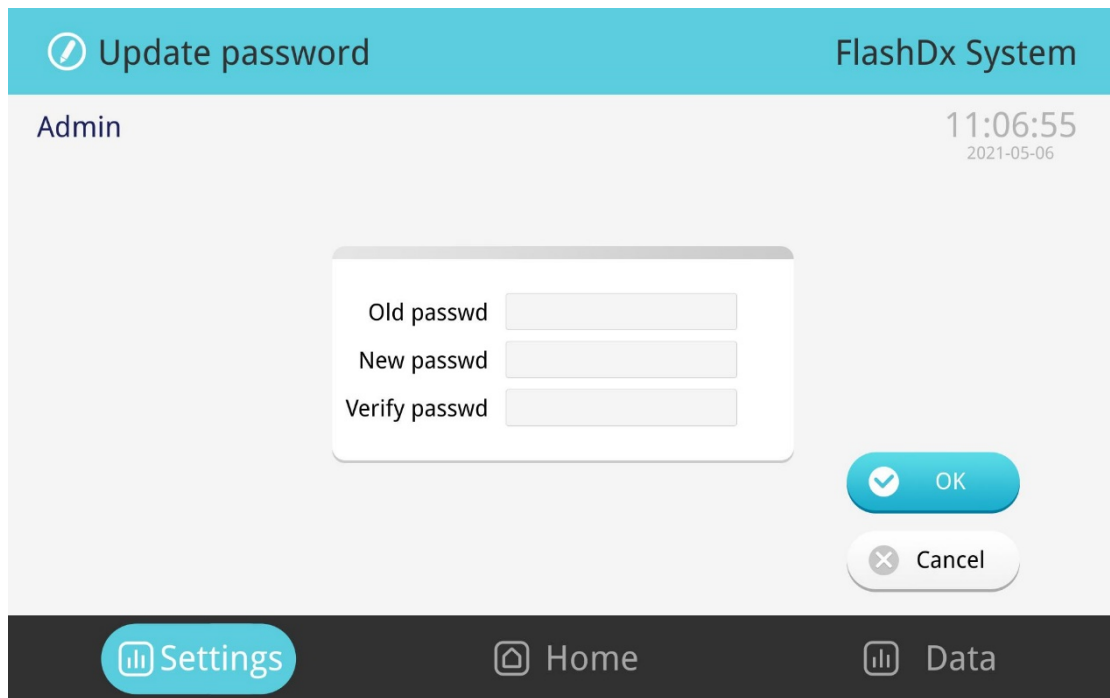 Update password
FlashDx System
Admin
11:06:55
2021-05-06
Old passwd
New passwd
Verify passwd
OK
Cancel
Settings
Home
Data